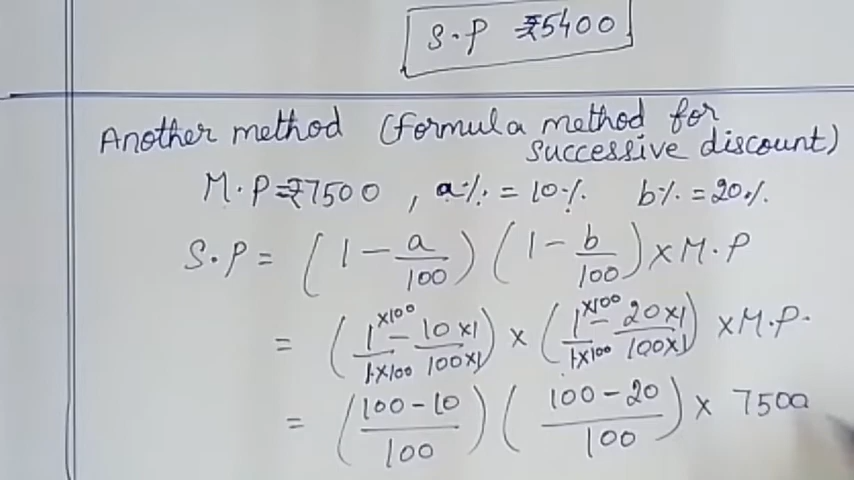 S.P ₹5400
Another method (formula method for
successive discount)
M.P = ₹7500 , a% = 10% b% = 20%
S.P = (1 - a/100) (1 - b/100) × M.P
= (1×100/1×100 - 10×1/100×1) × (1×100/1×100 - 20×1/100×1) × M.P.
= (100-10/100) (100-20/100) × 7500